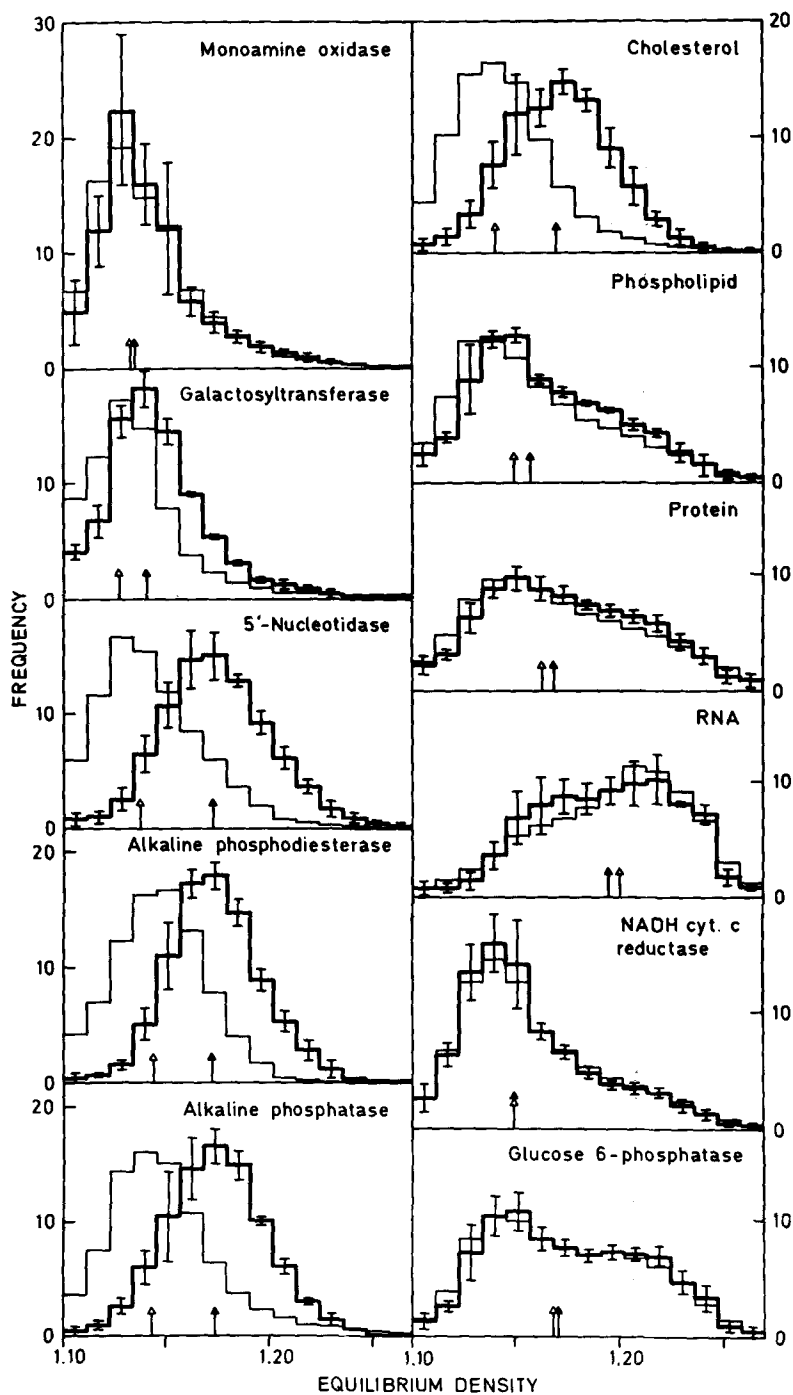 30
20
10
0
Monoamine oxidase
Galactosyltransferase
10
0
5'-Nucleotidase
10
0
Alkaline phosphodiesterase
20
10
0
Alkaline phosphatase
20
10
0
1.10
1.20
FREQUENCY
Cholesterol
20
10
0
Phospholipid
10
0
Protein
10
0
RNA
10
0
NADH cyt. c
reductase
10
0
Glucose 6-phosphatase
10
0
1.10
1.20
EQUILIBRIUM DENSITY